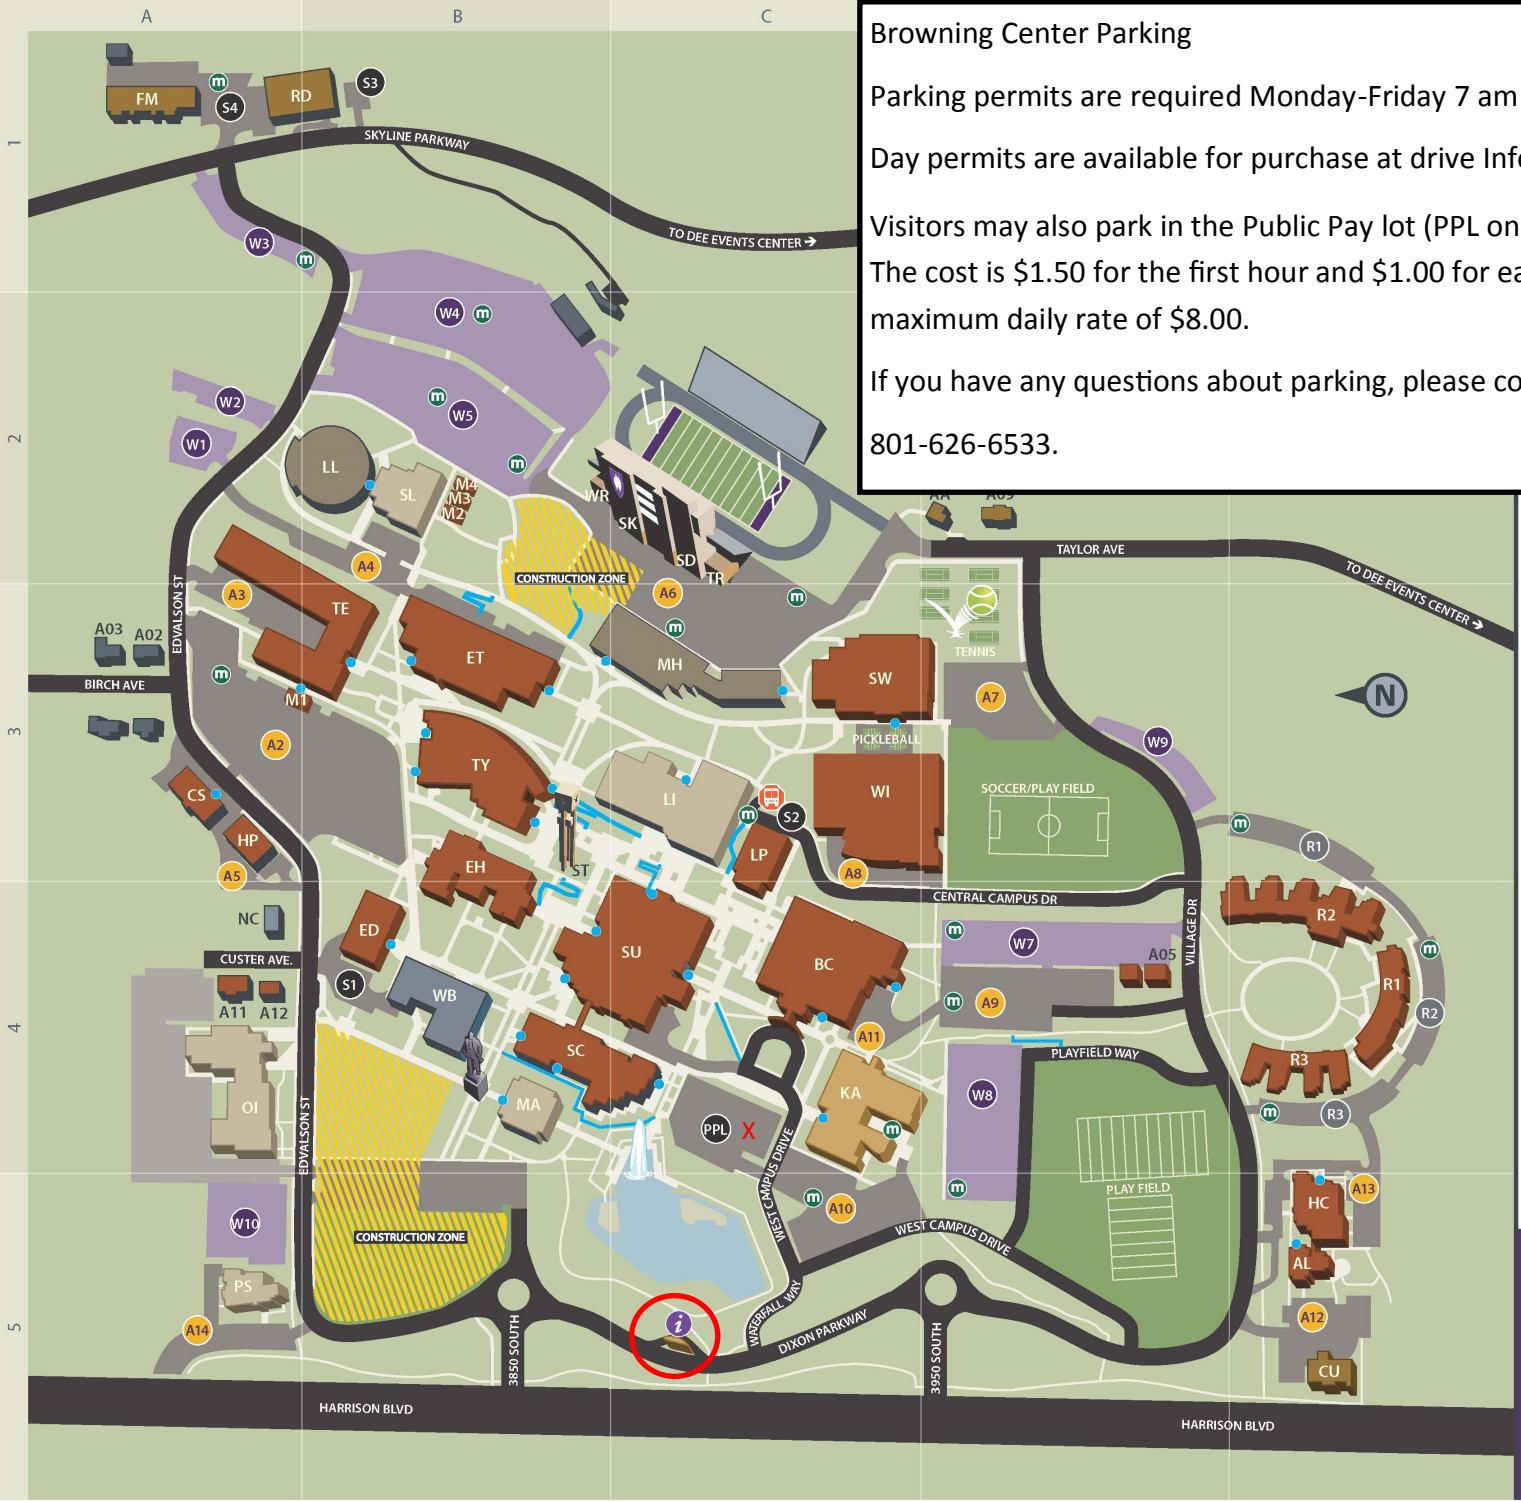 A
B
C
Browning Center Parking
Parking permits are required Monday-Friday 7 am
Day permits are available for purchase at drive Inf
Visitors may also park in the Public Pay lot (PPL on
The cost is $1.50 for the first hour and $1.00 for ea
maximum daily rate of $8.00.
If you have any questions about parking, please co
801-626-6533.
1
2
3
4
5
FM
m
S4
RD
S3
SKYLINE PARKWAY
TO DEE EVENTS CENTER →
W3
m
W4
m
m
W5
W2
W1
m
LL
SL
M4
M3
M2
WR
SK
SD
TR
AA
A09
TAYLOR AVE
TO DEE EVENTS CENTER →
CONSTRUCTION ZONE
A4
A3
TE
A6
m
m
EDVALSON ST
A03
A02
BIRCH AVE
m
M1
ET
MH
SW
TENNIS
A7
N
A2
TY
LI
PICKLEBALL
WI
SOCCER/PLAY FIELD
W9
CS
HP
A5
m
S2
LP
A8
m
R1
EH
ST
CENTRAL CAMPUS DR
VILLAGE DR
R2
NC
ED
SU
BC
m
W7
A05
m
CUSTER AVE.
S1
WB
m
A9
R1
R2
A11
A12
SC
A11
PLAYFIELD WAY
R3
OI
MA
KA
W8
m
R3
PPL
X
m
EDVALSON ST
WEST CAMPUS DRIVE
m
A10
m
PLAY FIELD
HC
A13
W10
CONSTRUCTION ZONE
WEST CAMPUS DRIVE
AL
PS
A14
i
WATERFALL WAY
DIXON PARKWAY
A12
3850 SOUTH
3950 SOUTH
CU
HARRISON BLVD
HARRISON BLVD